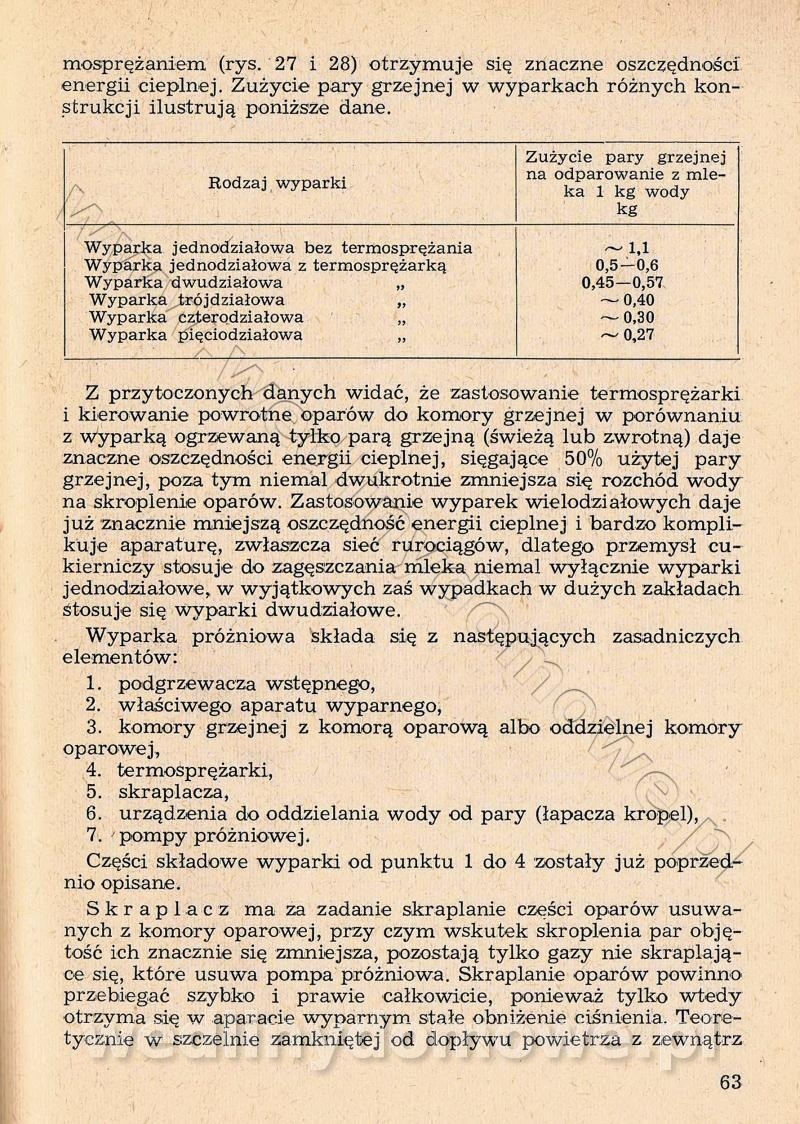 mosprężaniem (rys. 27 i 28) otrzymuje się znaczne oszczędności
energii cieplnej. Zużycie pary grzejnej w wyparkach różnych kon-
strukcji ilustrują poniższe dane.
Rodzaj wyparki
Zużycie pary grzejnej
na odparowanie z mle-
ka 1 kg wody
kg
Wyparka jednodziałowa bez termosprężania ~ 1,1
Wyparka jednodziałowa z termosprężarką 0,5—0,6
Wyparka dwudziałowa „ 0,45—0,57
Wyparka trójdziałowa „ ~ 0,40
Wyparka czterodziałowa „ ~ 0,30
Wyparka pięciodziałowa „ ~ 0,27
Z przytoczonych danych widać, że zastosowanie termosprężarki
i kierowanie powrotne oparów do komory grzejnej w porównaniu
z wyparką ogrzewaną tylko parą grzejną (świeżą lub zwrotną) daje
znaczne oszczędności energii cieplnej, sięgające 50% użytej pary
grzejnej, poza tym niemal dwukrotnie zmniejsza się rozchód wody
na skroplenie oparów. Zastosowanie wyparek wielodziałowych daje
już znacznie mniejszą oszczędność energii cieplnej i bardzo kompli-
kuje aparaturę, zwłaszcza sieć rurociągów, dlatego przemysł cu-
kierniczy stosuje do zagęszczania mleka niemal wyłącznie wyparki
jednodziałowe, w wyjątkowych zaś wypadkach w dużych zakładach
stosuje się wyparki dwudziałowe.
Wyparka próżniowa składa się z następujących zasadniczych
elementów:
1. podgrzewacza wstępnego,
2. właściwego aparatu wyparnego,
3. komory grzejnej z komorą oparową albo oddzielnej komory
oparowej,
4. termosprężarki,
5. skraplacza,
6. urządzenia do oddzielania wody od pary (łapacza kropel),
7. pompy próżniowej.
Części składowe wyparki od punktu 1 do 4 zostały już poprzed-
nio opisane.
Skraplacz ma za zadanie skraplanie części oparów usuwa-
nych z komory oparowej, przy czym wskutek skroplenia par obję-
tość ich znacznie się zmniejsza, pozostają tylko gazy nie skraplają-
ce się, które usuwa pompa próżniowa. Skraplanie oparów powinno
przebiegać szybko i prawie całkowicie, ponieważ tylko wtedy
otrzyma się w aparacie wyparnym stałe obniżenie ciśnienia. Teore-
tycznie w szczelnie zamkniętej od dopływu powietrza z zewnątrz
63